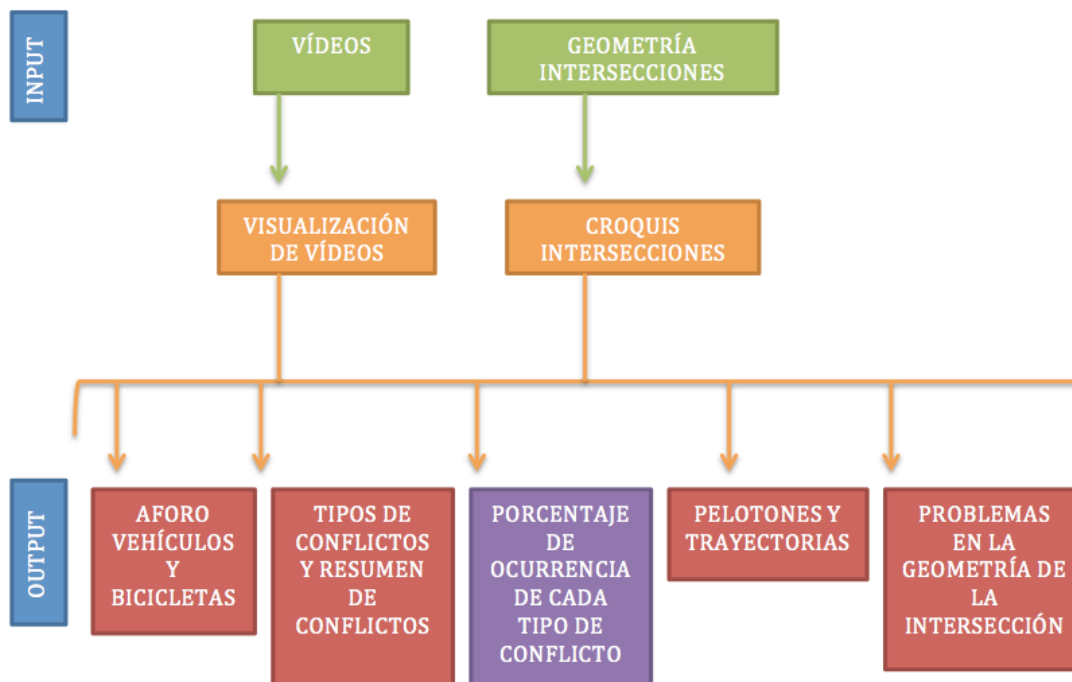 INPUT
VÍDEOS
GEOMETRÍA
INTERSECCIONES
VISUALIZACIÓN
DE VÍDEOS
CROQUIS
INTERSECCIONES
OUTPUT
AFORO
VEHÍCULOS
Y
BICICLETAS
TIPOS DE
CONFLICTOS
Y RESUMEN
DE
CONFLICTOS
PORCENTAJE
DE
OCURRENCIA
DE CADA
TIPO DE
CONFLICTO
PELOTONES Y
TRAYECTORIAS
PROBLEMAS
EN LA
GEOMETRÍA DE
LA
INTERSECCIÓN